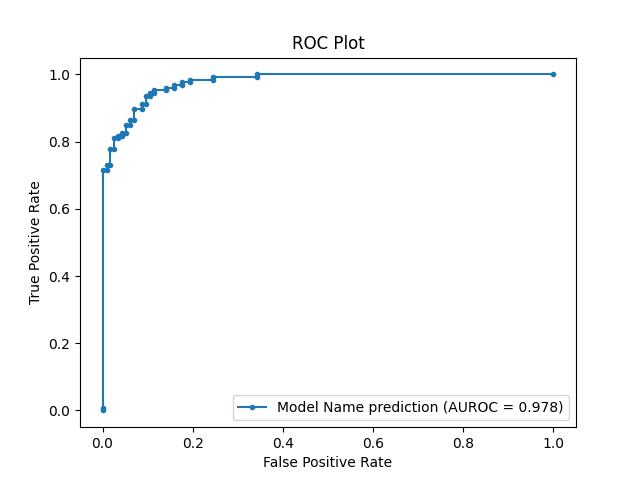 ROC Plot
1.0
0.8
0.6
0.4
0.2
0.0
True Positive Rate
Model Name prediction (AUROC = 0.978)
0.0 0.2 0.4 0.6 0.8 1.0
False Positive Rate